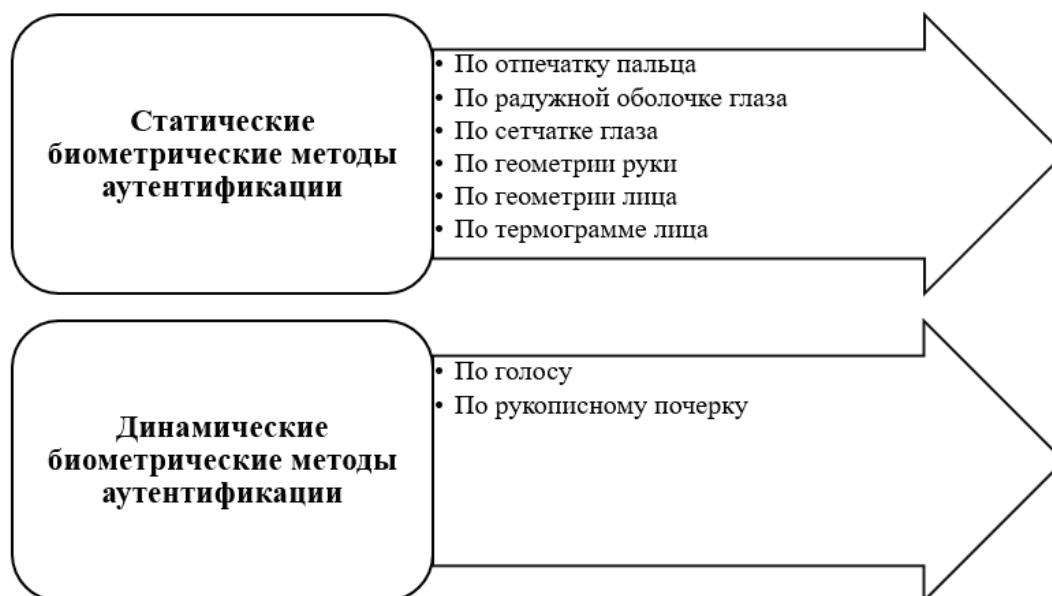 Статические
биометрические методы
аутентификации
• По отпечатку пальца
• По радужной оболочке глаза
• По сетчатке глаза
• По геометрии руки
• По геометрии лица
• По термограмме лица
Динамические
биометрические методы
аутентификации
• По голосу
• По рукописному почерку